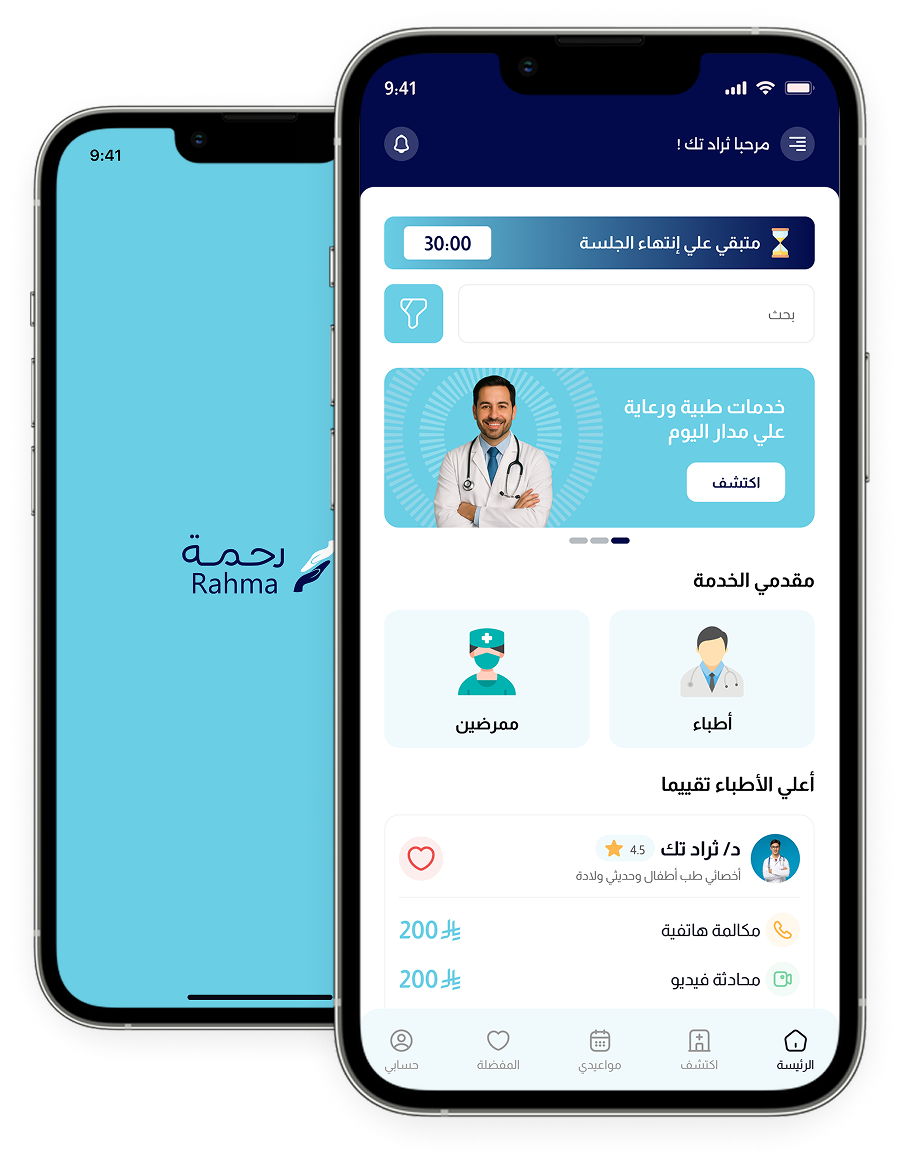 9:41
رحمة
Rahma
9:41
مرحبا ثراد تك !
متبقي علي إنتهاء الجلسة
30:00
بحث
خدمات طبية ورعاية
علي مدار اليوم
اكتشف
مقدمي الخدمة
أطباء
ممرضين
أعلي الأطباء تقييما
د/ ثراد تك
4.5
أخصائي طب أطفال وحديثي ولادة
مكالمة هاتفية
200
محادثة فيديو
200
الرئيسة
اكتشف
مواعيدي
المفضلة
حسابي